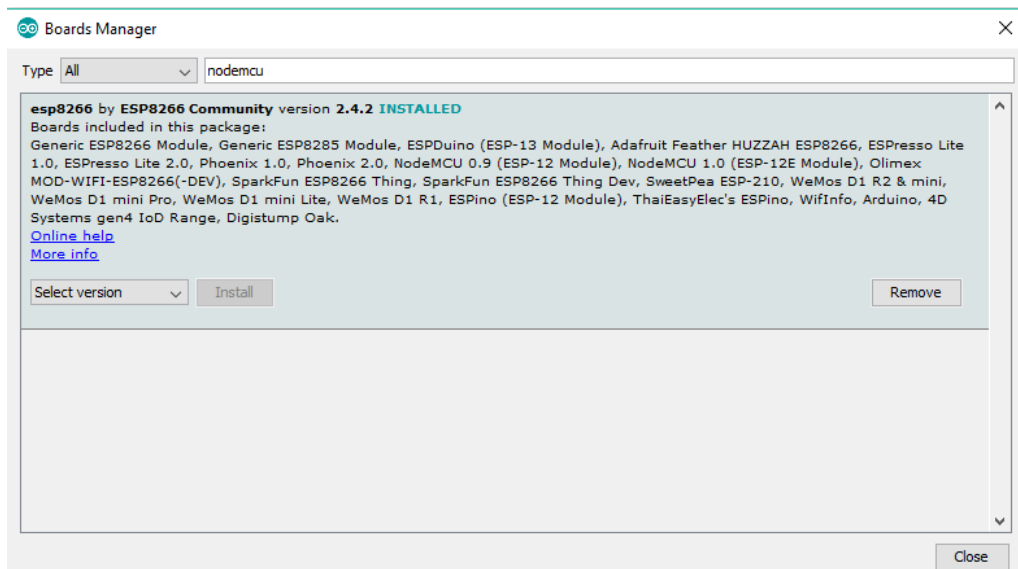 Boards Manager
Type All nodemcu
esp8266 by ESP8266 Community version 2.4.2 INSTALLED
Boards included in this package:
Generic ESP8266 Module, Generic ESP8285 Module, ESPDuino (ESP-13 Module), Adafruit Feather HUZZAH ESP8266, ESPresso Lite
1.0, ESPresso Lite 2.0, Phoenix 1.0, Phoenix 2.0, NodeMCU 0.9 (ESP-12 Module), NodeMCU 1.0 (ESP-12E Module), Olimex
MOD-WIFI-ESP8266(-DEV), SparkFun ESP8266 Thing, SparkFun ESP8266 Thing Dev, SweetPea ESP-210, WeMos D1 R2 & mini,
WeMos D1 mini Pro, WeMos D1 mini Lite, WeMos D1 R1, ESPino (ESP-12 Module), ThaiEasyElec's ESPino, WifInfo, Arduino, 4D
Systems gen4 IoD Range, Digistump Oak.
Online help
More info
Select version Install Remove
Close